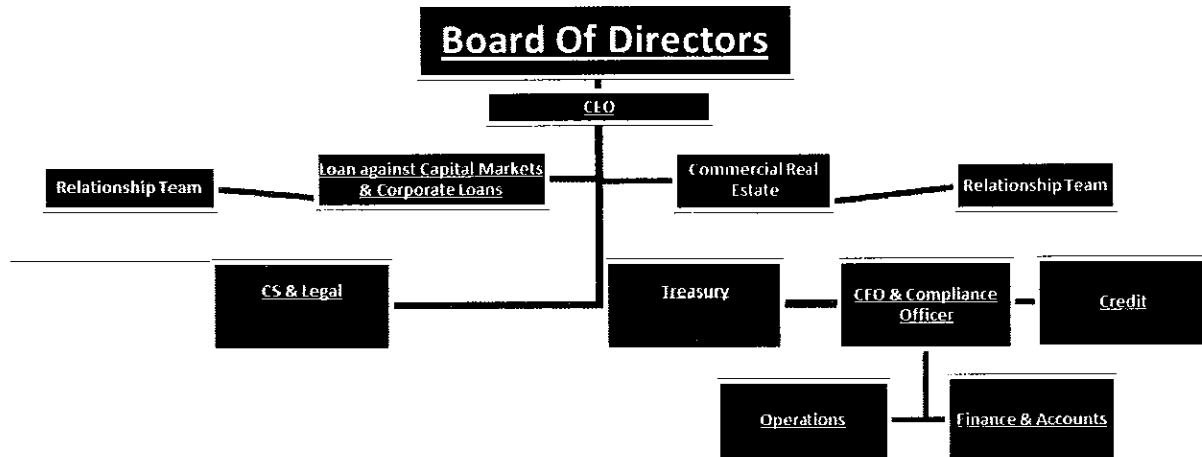 Board Of Directors
CEO
Relationship Team
Loan against Capital Markets
& Corporate Loans
Commercial Real
Estate
Relationship Team
CS & Legal
Treasury
CFO & Compliance
Officer
Credit
Operations
Finance & Accounts